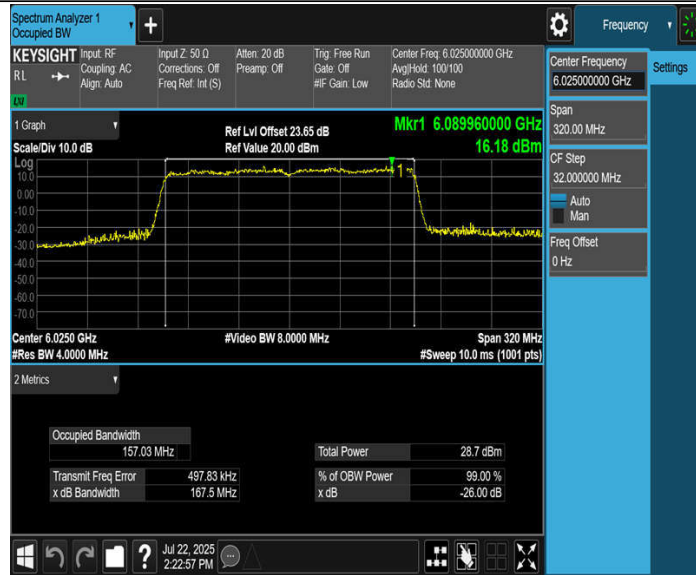 Spectrum Analyzer 1
Occupied BW
Frequency
KEYSIGHT
RL
LXI
Input: RF
Coupling: AC
Align: Auto
Input Z: 50 Ω
Corrections: Off
Freq Ref: Int (S)
Atten: 20 dB
Preamp: Off
Trig: Free Run
Gate: Off
#IF Gain: Low
Center Freq: 6.025000000 GHz
Avg|Hold: 100/100
Radio Std: None
Center Frequency
6.025000000 GHz
Settings
Span
320.00 MHz
CF Step
32.000000 MHz
Auto
Man
Freq Offset
0 Hz
1 Graph
Scale/Div 10.0 dB
Ref Lvl Offset 23.65 dB
Ref Value 20.00 dBm
Mkr1 6.089960000 GHz
16.18 dBm
Log
10.0
0.00
-10.0
-20.0
-30.0
-40.0
-50.0
-60.0
-70.0
1
Center 6.0250 GHz
#Res BW 4.0000 MHz
#Video BW 8.0000 MHz
Span 320 MHz
#Sweep 10.0 ms (1001 pts)
2 Metrics
Occupied Bandwidth
157.03 MHz
Total Power 28.7 dBm
Transmit Freq Error 497.83 kHz
% of OBW Power 99.00 %
x dB Bandwidth 167.5 MHz
x dB -26.00 dB
Jul 22, 2025
2:22:57 PM